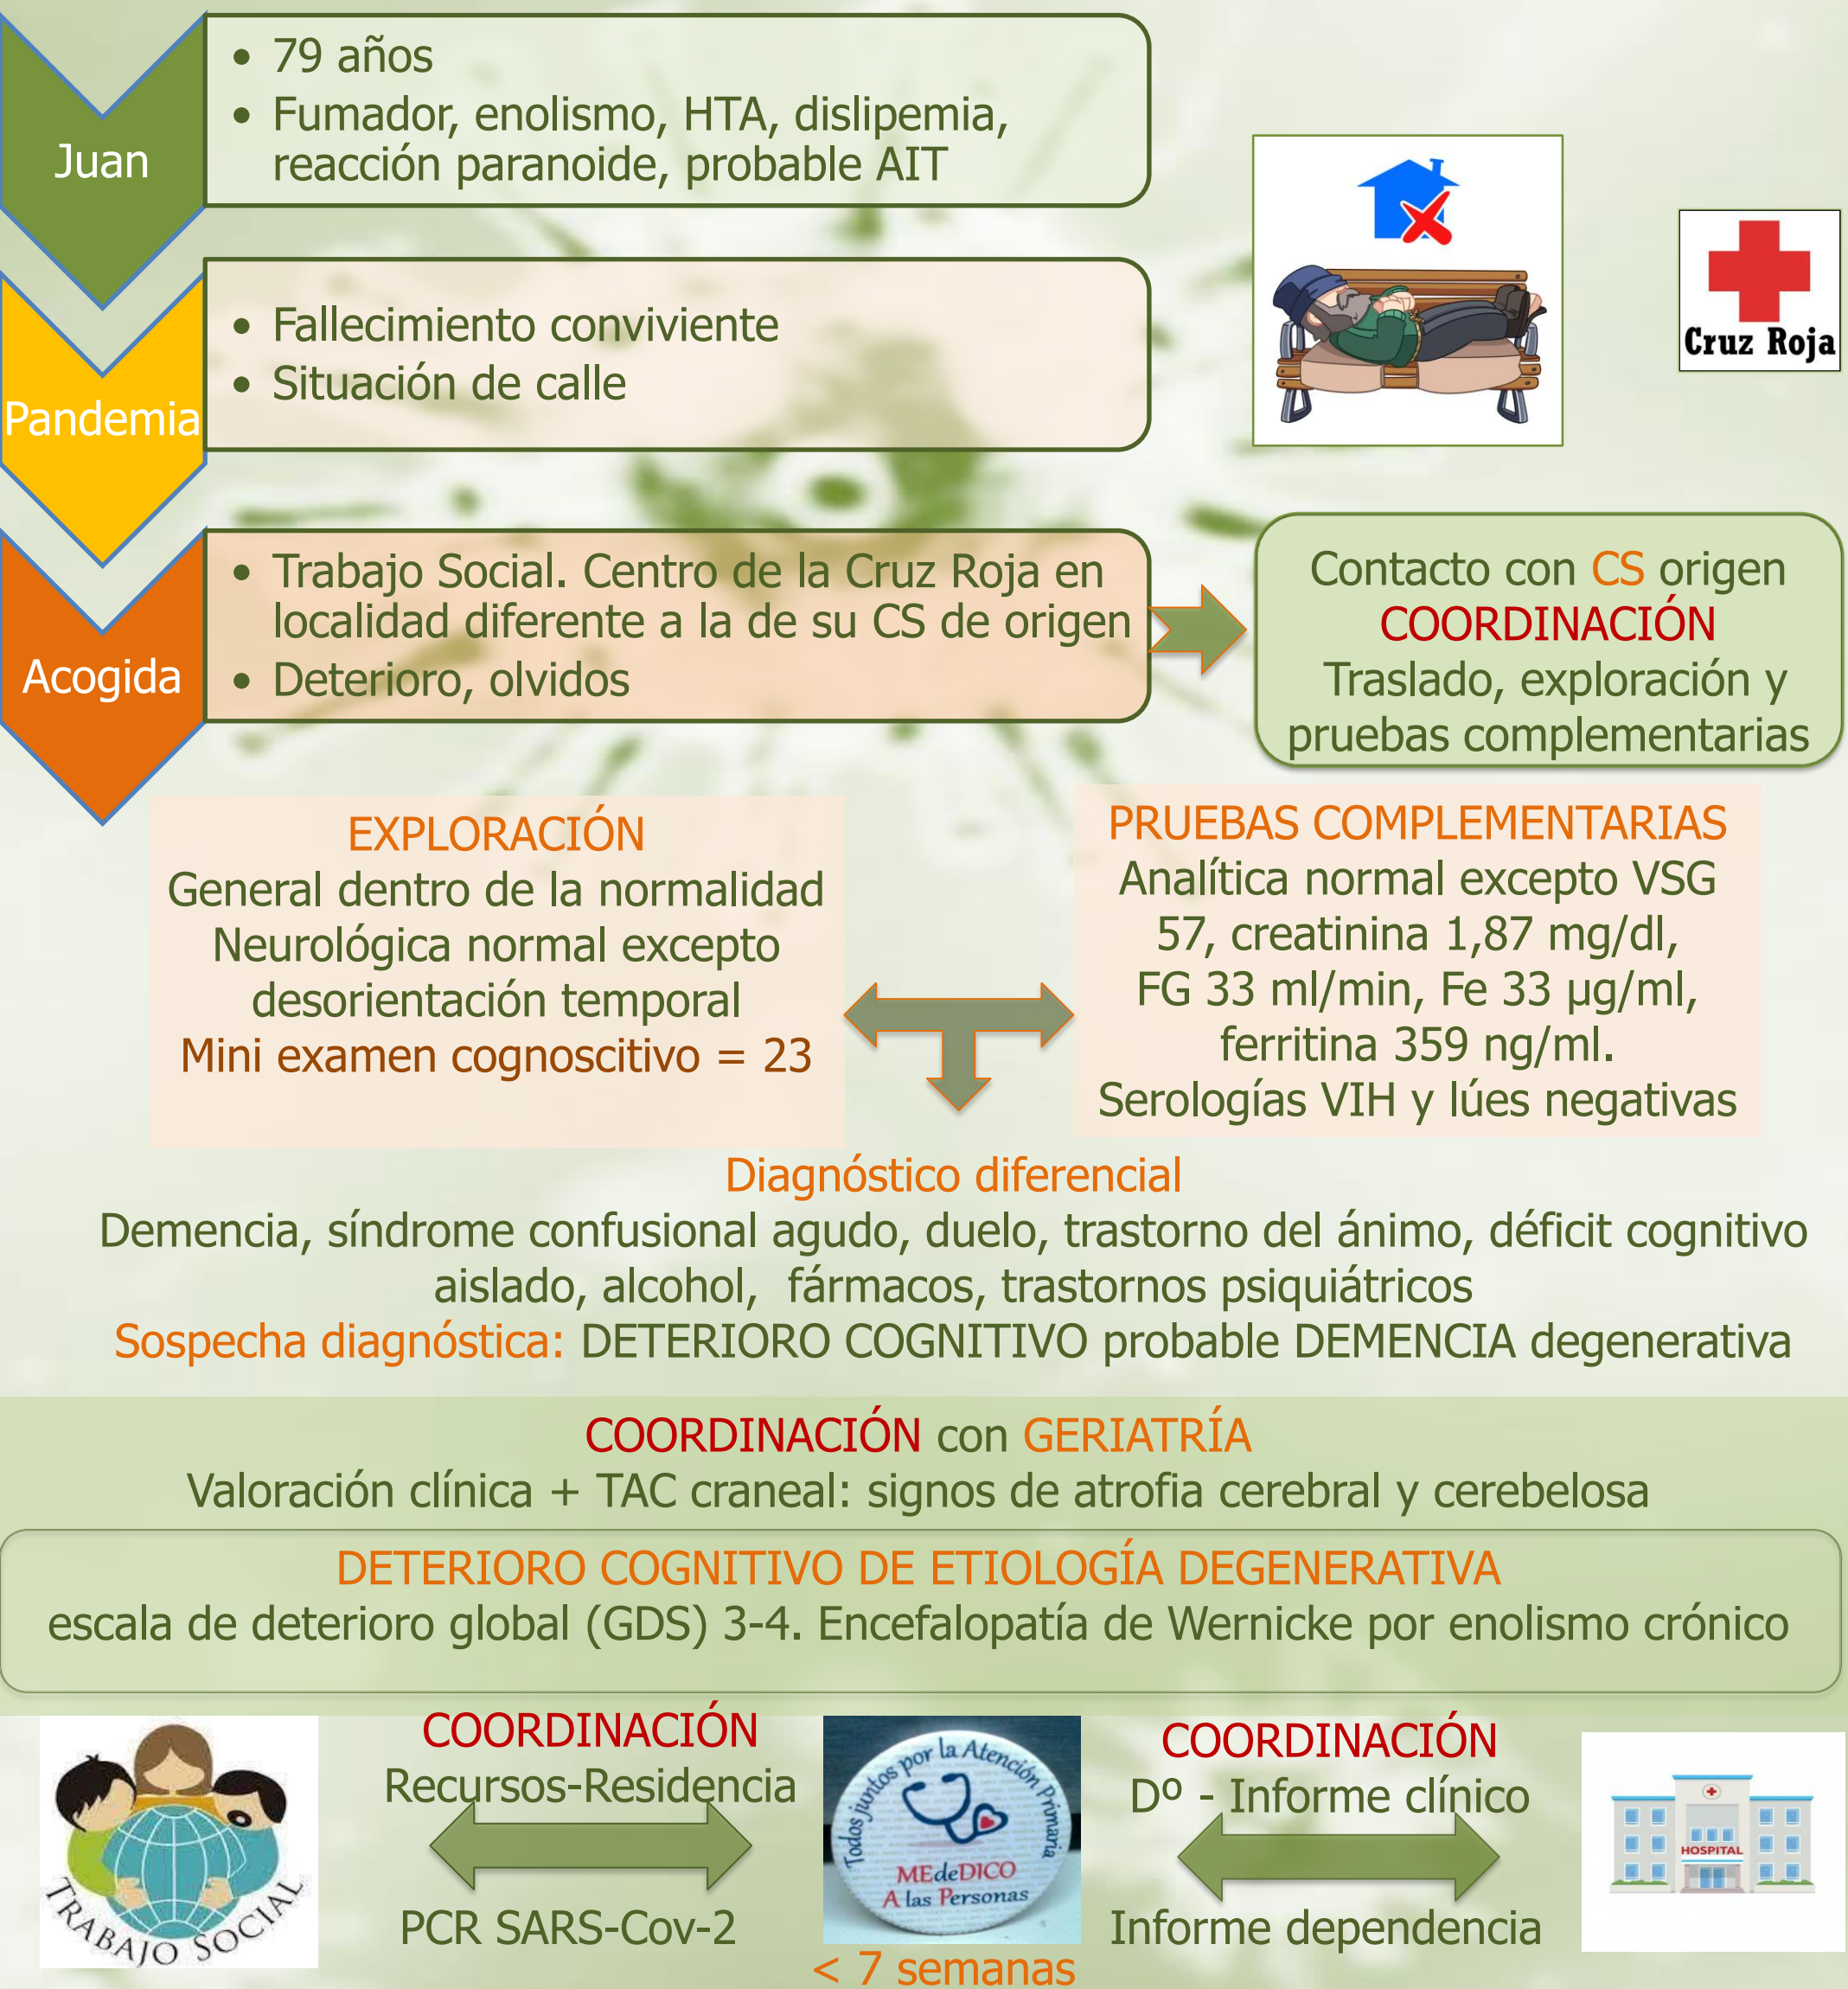 Juan
• 79 años
• Fumador, enolismo, HTA, dislipemia,
reacción paranoide, probable AIT
Pandemia
• Fallecimiento conviviente
• Situación de calle
Cruz Roja
Acogida
• Trabajo Social. Centro de la Cruz Roja en
localidad diferente a la de su CS de origen
• Deterioro, olvidos
Contacto con CS origen
COORDINACIÓN
Traslado, exploración y
pruebas complementarias
EXPLORACIÓN
General dentro de la normalidad
Neurológica normal excepto
desorientación temporal
Mini examen cognoscitivo = 23
PRUEBAS COMPLEMENTARIAS
Analítica normal excepto VSG
57, creatinina 1,87 mg/dl,
FG 33 ml/min, Fe 33 µg/ml,
ferritina 359 ng/ml.
Serologías VIH y lúes negativas
Diagnóstico diferencial
Demencia, síndrome confusional agudo, duelo, trastorno del ánimo, déficit cognitivo
aislado, alcohol, fármacos, trastornos psiquiátricos
Sospecha diagnóstica: DETERIORO COGNITIVO probable DEMENCIA degenerativa
COORDINACIÓN con GERIATRÍA
Valoración clínica + TAC craneal: signos de atrofia cerebral y cerebelosa
DETERIORO COGNITIVO DE ETIOLOGÍA DEGENERATIVA
escala de deterioro global (GDS) 3-4. Encefalopatía de Wernicke por enolismo crónico
TRABAJO SOCIAL
COORDINACIÓN
Recursos-Residencia
PCR SARS-Cov-2
Todos juntos por la Atención Primaria
MEdeDICO
A las Personas
< 7 semanas
COORDINACIÓN
Dº - Informe clínico
Informe dependencia
HOSPITAL